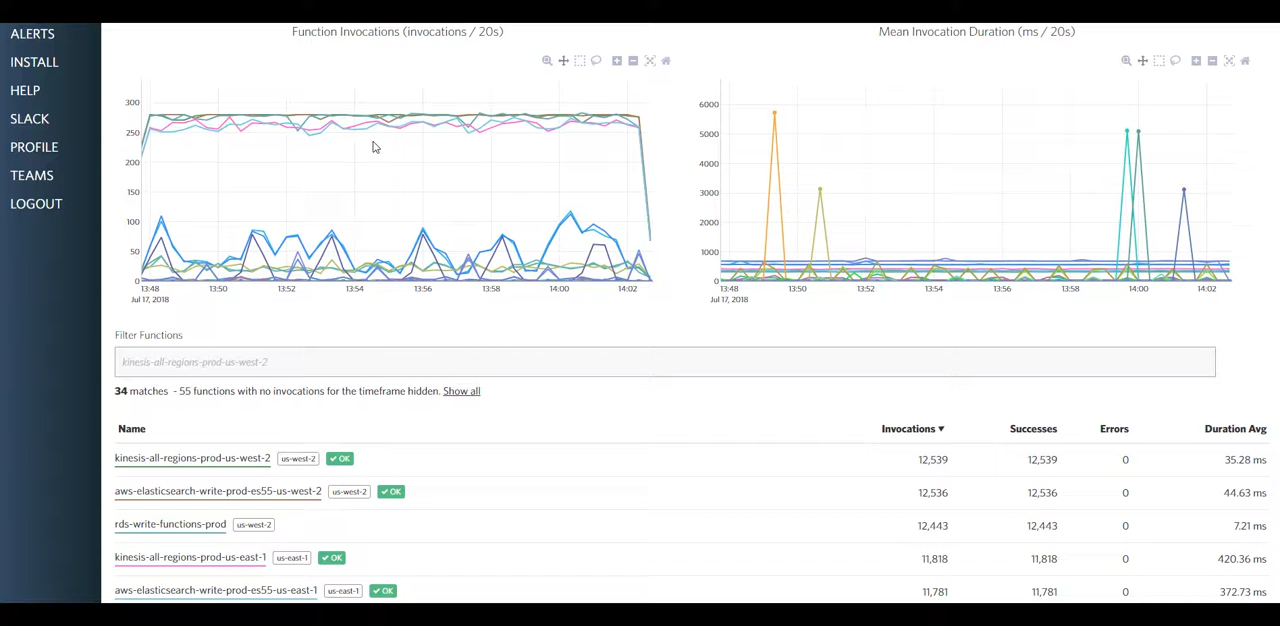 ALERTS
INSTALL
HELP
SLACK
PROFILE
TEAMS
LOGOUT
Function Invocations (invocations / 20s)
300
250
200
150
100
50
0
13:48 13:50 13:52 13:54 13:56 13:58 14:00 14:02
Jul 17, 2018
Mean Invocation Duration (ms / 20s)
6000
5000
4000
3000
2000
1000
0
13:48 13:50 13:52 13:54 13:56 13:58 14:00 14:02
Jul 17, 2018
Filter Functions
kinesis-all-regions-prod-us-west-2
34 matches - 55 functions with no invocations for the timeframe hidden. Show all
Name Invocations ▼ Successes Errors Duration Avg
kinesis-all-regions-prod-us-west-2 us-west-2 ✔ OK 12,539 12,539 0 35.28 ms
aws-elasticsearch-write-prod-es55-us-west-2 us-west-2 ✔ OK 12,536 12,536 0 44.63 ms
rds-write-functions-prod us-west-2 12,443 12,443 0 7.21 ms
kinesis-all-regions-prod-us-east-1 us-east-1 ✔ OK 11,818 11,818 0 420.36 ms
aws-elasticsearch-write-prod-es55-us-east-1 us-east-1 ✔ OK 11,781 11,781 0 372.73 ms